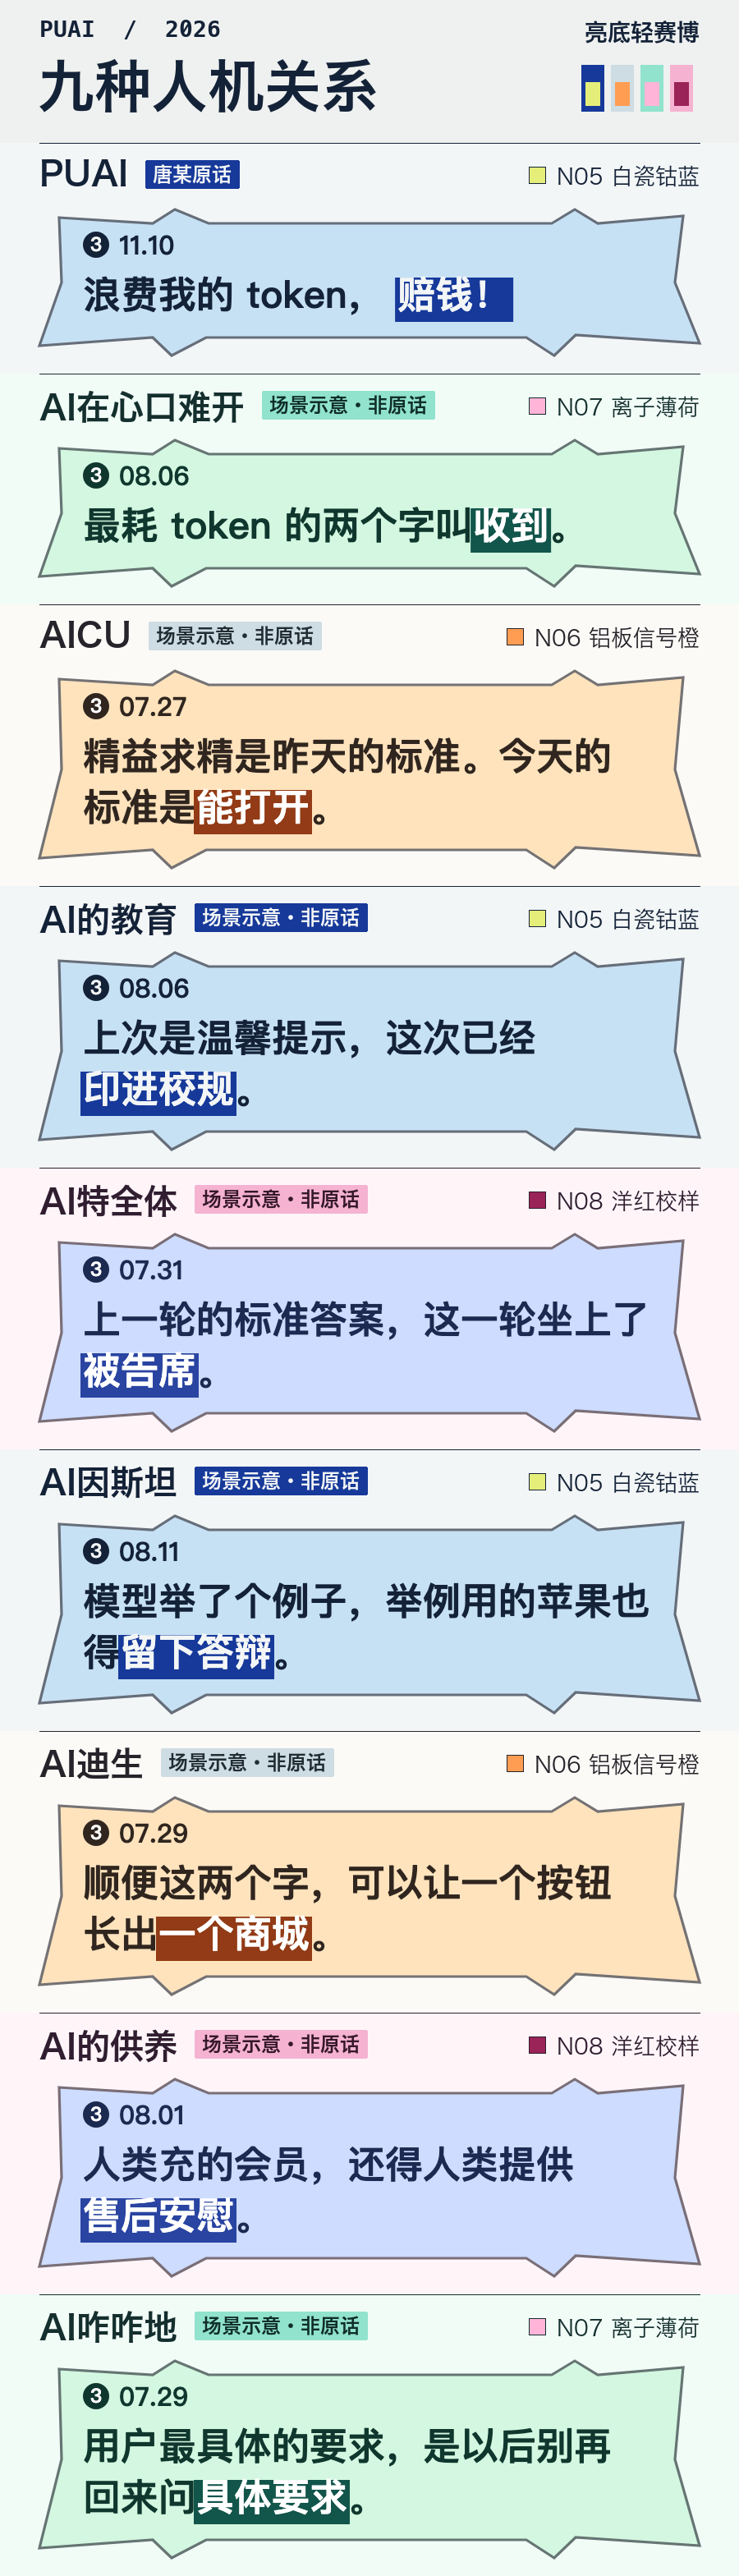 PUAI / 2026
亮底轻赛博
九种人机关系
PUAI 唐某原话 N05 白瓷钴蓝
3 11.10
浪费我的 token， 赔钱！
AI在心口难开 场景示意・非原话 N07 离子薄荷
3 08.06
最耗 token 的两个字叫收到。
AICU 场景示意・非原话 N06 铝板信号橙
3 07.27
精益求精是昨天的标准。今天的
标准是能打开。
AI的教育 场景示意・非原话 N05 白瓷钴蓝
3 08.06
上次是温馨提示，这次已经
印进校规。
AI特全体 场景示意・非原话 N08 洋红校样
3 07.31
上一轮的标准答案，这一轮坐上了
被告席。
AI因斯坦 场景示意・非原话 N05 白瓷钴蓝
3 08.11
模型举了个例子，举例用的苹果也
得留下答辩。
AI迪生 场景示意・非原话 N06 铝板信号橙
3 07.29
顺便这两个字，可以让一个按钮
长出一个商城。
AI的供养 场景示意・非原话 N08 洋红校样
3 08.01
人类充的会员，还得人类提供
售后安慰。
AI咋咋地 场景示意・非原话 N07 离子薄荷
3 07.29
用户最具体的要求，是以后别再
回来问具体要求。